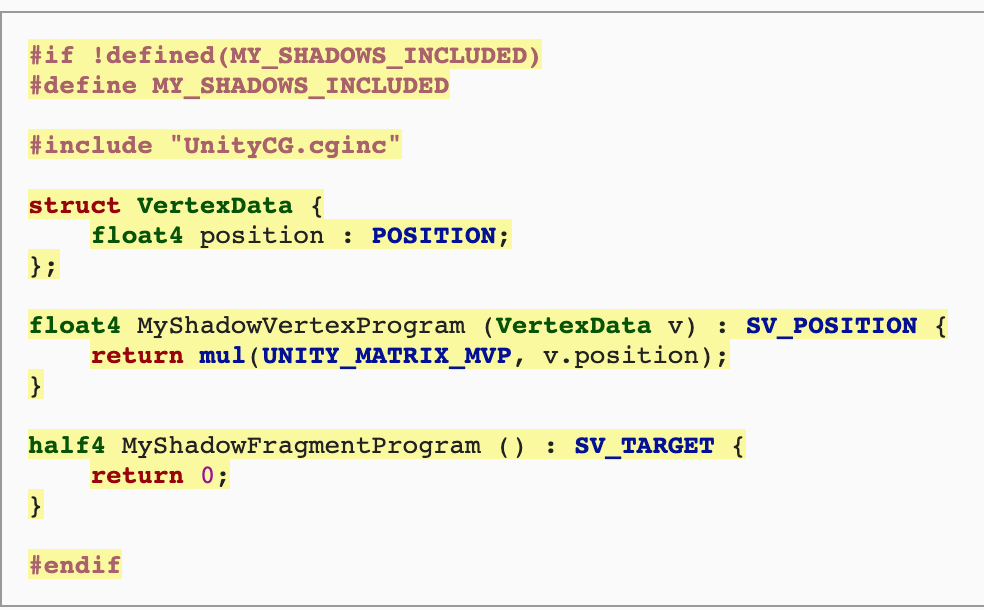 #if !defined(MY_SHADOWS_INCLUDED)
#define MY_SHADOWS_INCLUDED
#include "UnityCG.cginc"
struct VertexData {
float4 position : POSITION;
};
float4 MyShadowVertexProgram (VertexData v) : SV_POSITION {
return mul(UNITY_MATRIX_MVP, v.position);
}
half4 MyShadowFragmentProgram () : SV_TARGET {
return 0;
}
#endif